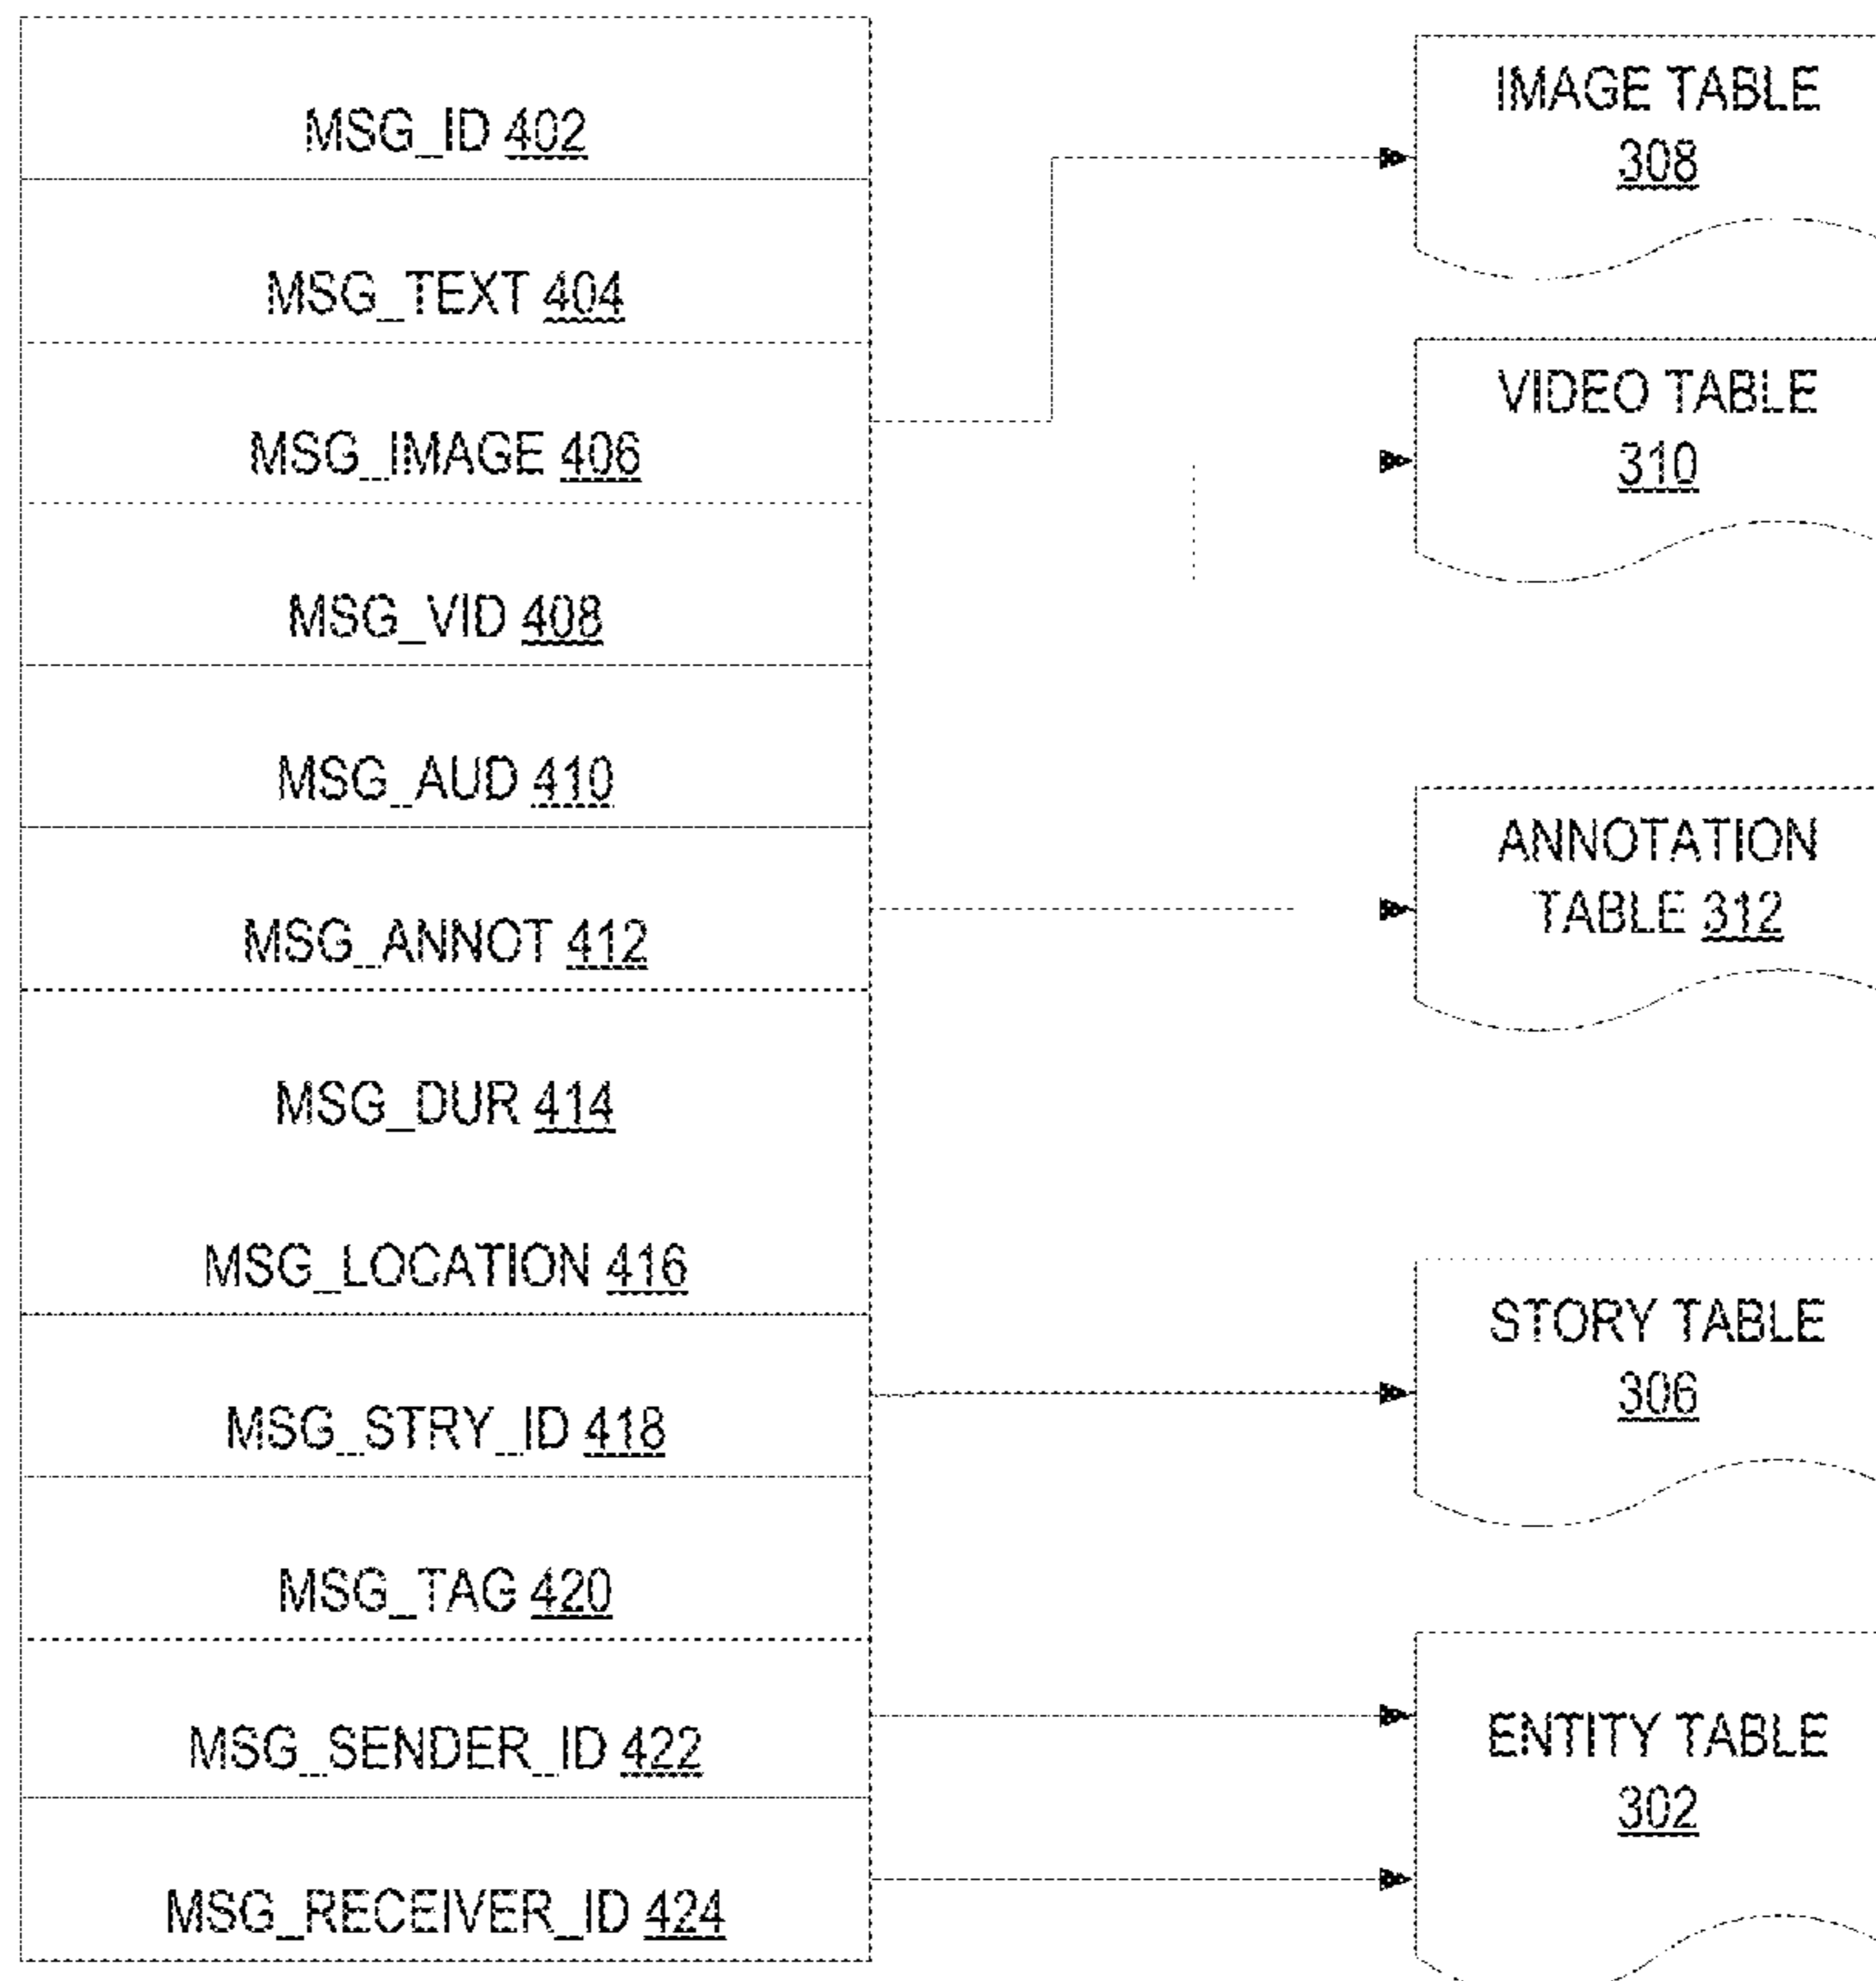 MSG_ID 402
MSG_TEXT 404
MSG_IMAGE 406
MSG_VID 408
MSG_AUD 410
MSG_ANNOT 412
MSG_DUR 414
MSG_LOCATION 416
MSG_STRY_ID 418
MSG_TAG 420
MSG_SENDER_ID 422
MSG_RECEIVER_ID 424
IMAGE TABLE
308
VIDEO TABLE
310
ANNOTATION
TABLE 312
STORY TABLE
306
ENTITY TABLE
302